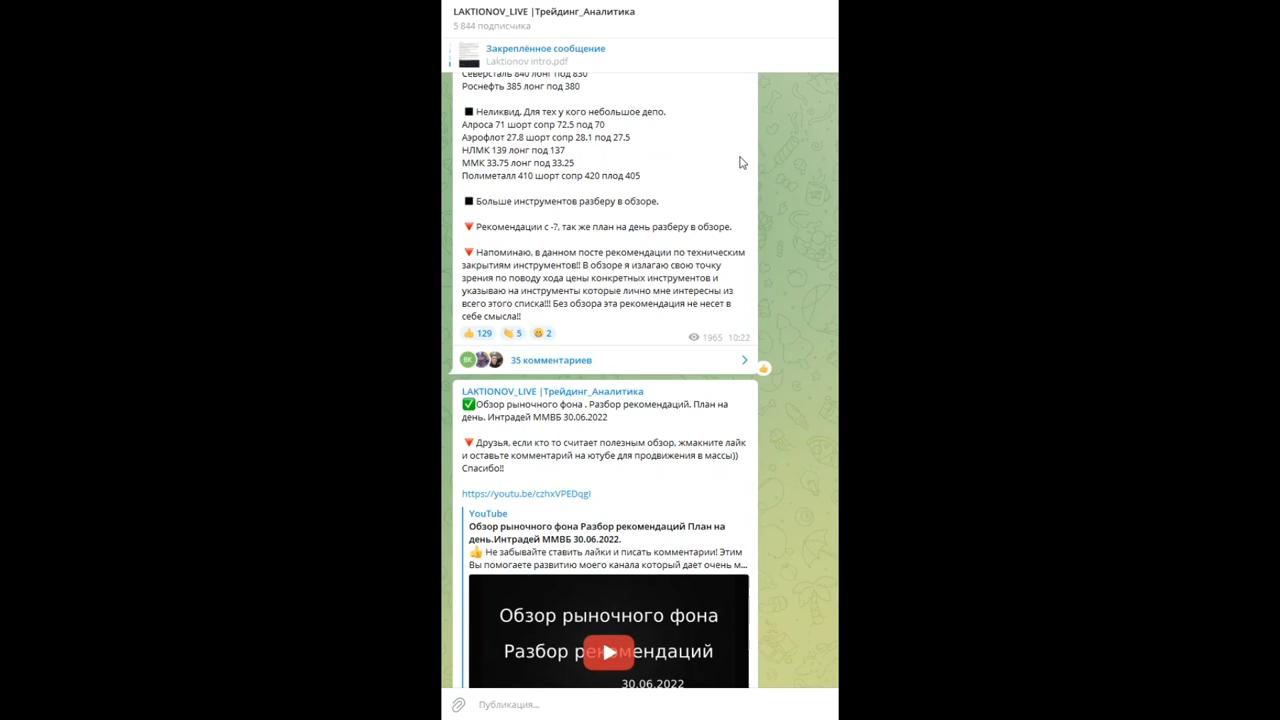 LAKTIONOV_LIVE |Трейдинг_Аналитика
5 844 подписчика
Закреплённое сообщение
Laktionov intro.pdf
Северсталь 840 лонг под 830
Роснефть 385 лонг под 380
Неликвид. Для тех у кого небольшое депо.
Алроса 71 шорт сопр 72.5 под 70
Аэрофлот 27.8 шорт сопр 28.1 под 27.5
НЛМК 139 лонг под 137
ММК 33.75 лонг под 33.25
Полиметалл 410 шорт сопр 420 плод 405
Больше инструментов разберу в обзоре.
Рекомендации с -?, так же план на день разберу в обзоре.
Напоминаю, в данном посте рекомендации по техническим
закрытиям инструментов!! В обзоре я излагаю свою точку
зрения по поводу хода цены конкретных инструментов и
указываю на инструменты которые лично мне интересны из
всего этого списка!!! Без обзора эта рекомендация не несет в
себе смысла!!
129 5 2 1965 10:22
ВК 35 комментариев
LAKTIONOV_LIVE |Трейдинг_Аналитика
✅Обзор рыночного фона . Разбор рекомендаций. План на
день. Интрадей ММВБ 30.06.2022
Друзья, если кто то считает полезным обзор, жмакните лайк
и оставьте комментарий на ютубе для продвижения в массы))
Спасибо!!
https://youtu.be/czhxVPEDqgI
YouTube
Обзор рыночного фона Разбор рекомендаций План на
день.Интрадей ММВБ 30.06.2022.
👍 Не забывайте ставить лайки и писать комментарии! Этим
Вы помогаете развитию моего канала который дает очень м...
Обзор рыночного фона
Разбор рекомендаций
30.06.2022
Публикация...